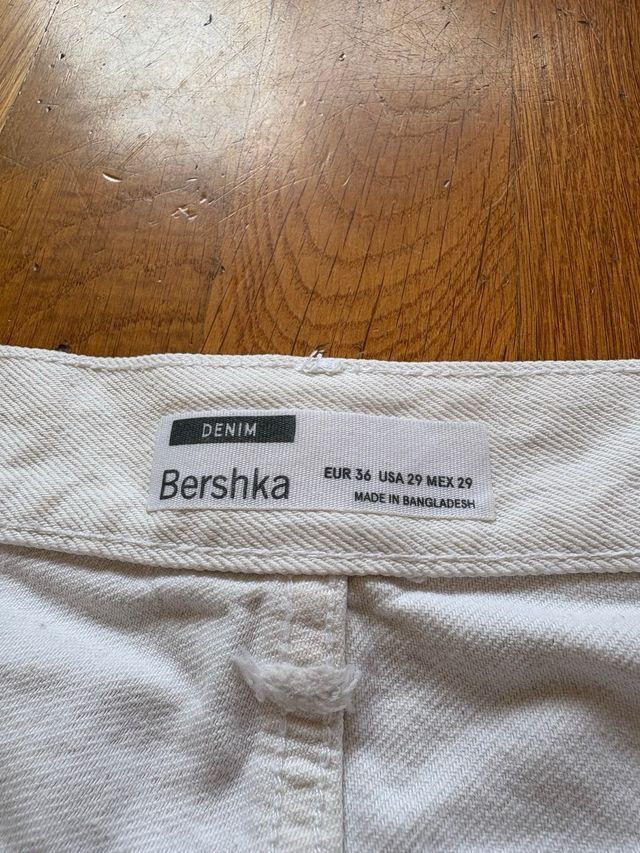 DENIM
Bershka
EUR 36 USA 29 MEX 29
MADE IN BANGLADESH